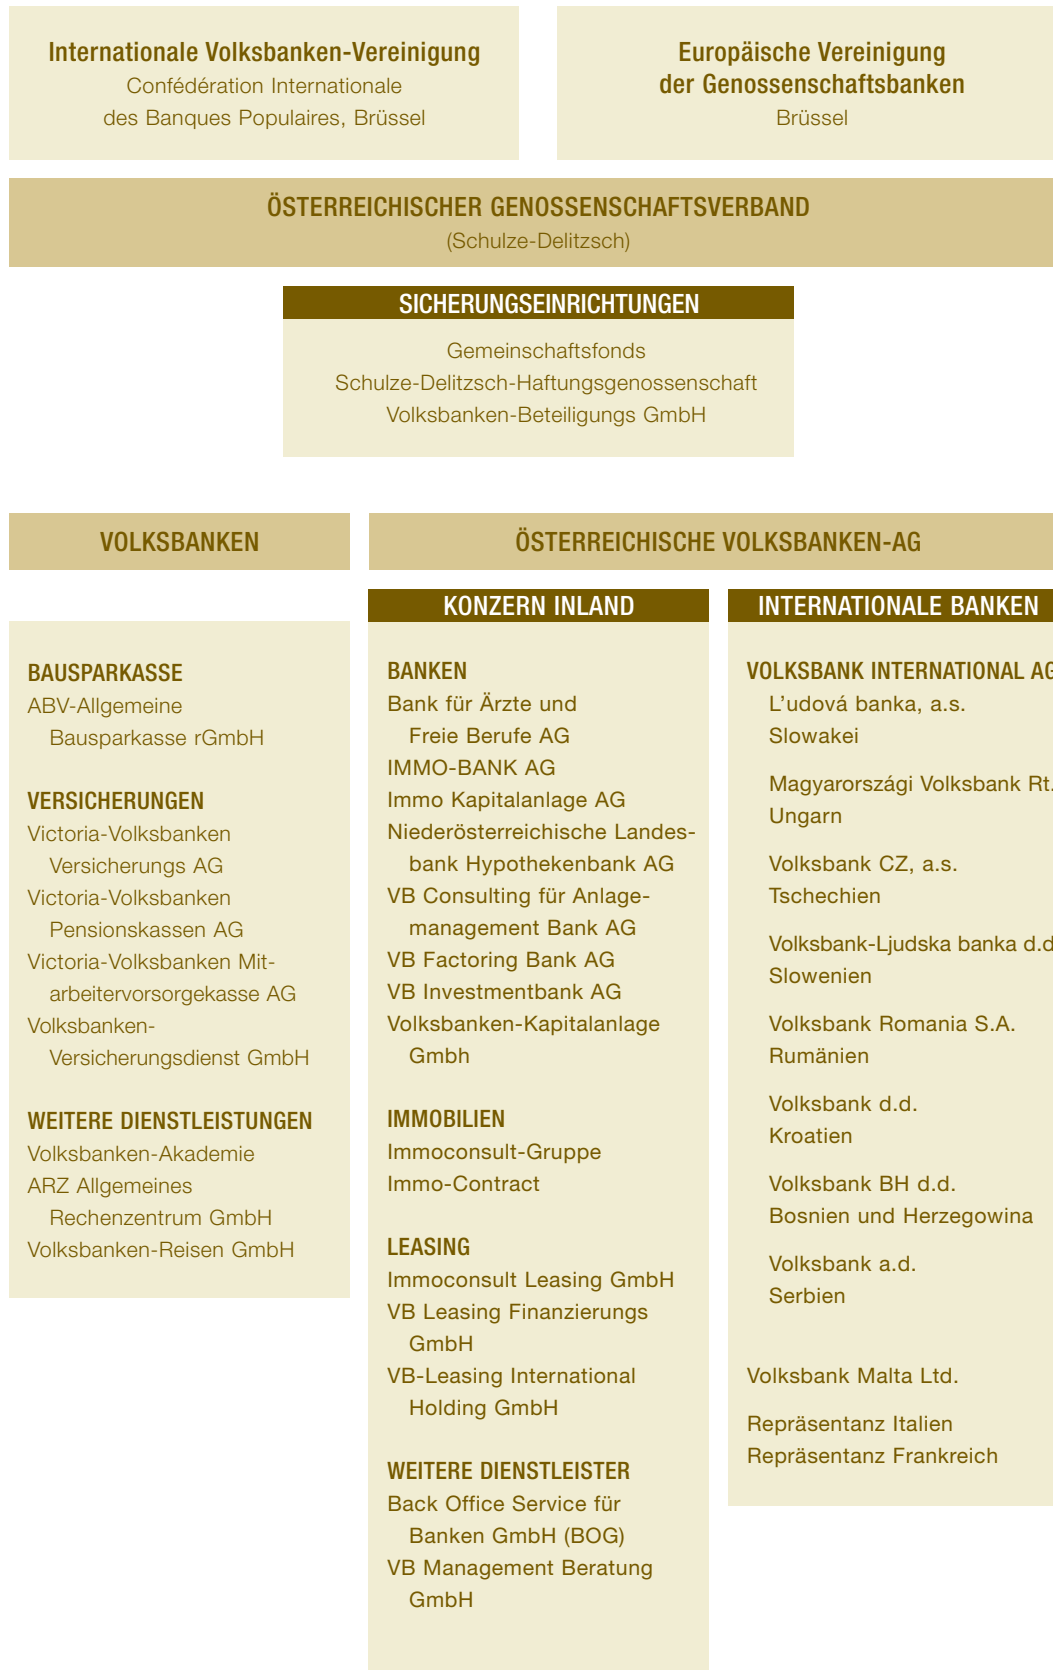 Internationale Volksbanken-Vereinigung
Confédération Internationale
des Banques Populaires, Brüssel
Europäische Vereinigung
der Genossenschaftsbanken
Brüssel
ÖSTERREICHISCHER GENOSSENSCHAFTSVERBAND
(Schulze-Delitzsch)
SICHERUNGSEINRICHTUNGEN
Gemeinschaftsfonds
Schulze-Delitzsch-Haftungsgenossenschaft
Volksbanken-Beteiligungs GmbH
VOLKSBANKEN
BAUSPARKASSE
ABV-Allgemeine
Bausparkasse rGmbH
VERSICHERUNGEN
Victoria-Volksbanken
Versicherungs AG
Victoria-Volksbanken
Pensionskassen AG
Victoria-Volksbanken Mit-
arbeitervorsorgekasse AG
Volksbanken-
Versicherungsdienst GmbH
WEITERE DIENSTLEISTUNGEN
Volksbanken-Akademie
ARZ Allgemeines
Rechenzentrum GmbH
Volksbanken-Reisen GmbH
ÖSTERREICHISCHE VOLKSBANKEN-AG
KONZERN INLAND
BANKEN
Bank für Ärzte und
Freie Berufe AG
IMMO-BANK AG
Immo Kapitalanlage AG
Niederösterreichische Landes-
bank Hypothekenbank AG
VB Consulting für Anlage-
management Bank AG
VB Factoring Bank AG
VB Investmentbank AG
Volksbanken-Kapitalanlage
Gmbh
IMMOBILIEN
Immoconsult-Gruppe
Immo-Contract
LEASING
Immoconsult Leasing GmbH
VB Leasing Finanzierungs
GmbH
VB-Leasing International
Holding GmbH
WEITERE DIENSTLEISTER
Back Office Service für
Banken GmbH (BOG)
VB Management Beratung
GmbH
INTERNATIONALE BANKEN
VOLKSBANK INTERNATIONAL AG
L’udová banka, a.s.
Slowakei
Magyarországi Volksbank Rt.
Ungarn
Volksbank CZ, a.s.
Tschechien
Volksbank-Ljudska banka d.d
Slowenien
Volksbank Romania S.A.
Rumänien
Volksbank d.d.
Kroatien
Volksbank BH d.d.
Bosnien und Herzegowina
Volksbank a.d.
Serbien
Volksbank Malta Ltd.
Repräsentanz Italien
Repräsentanz Frankreich